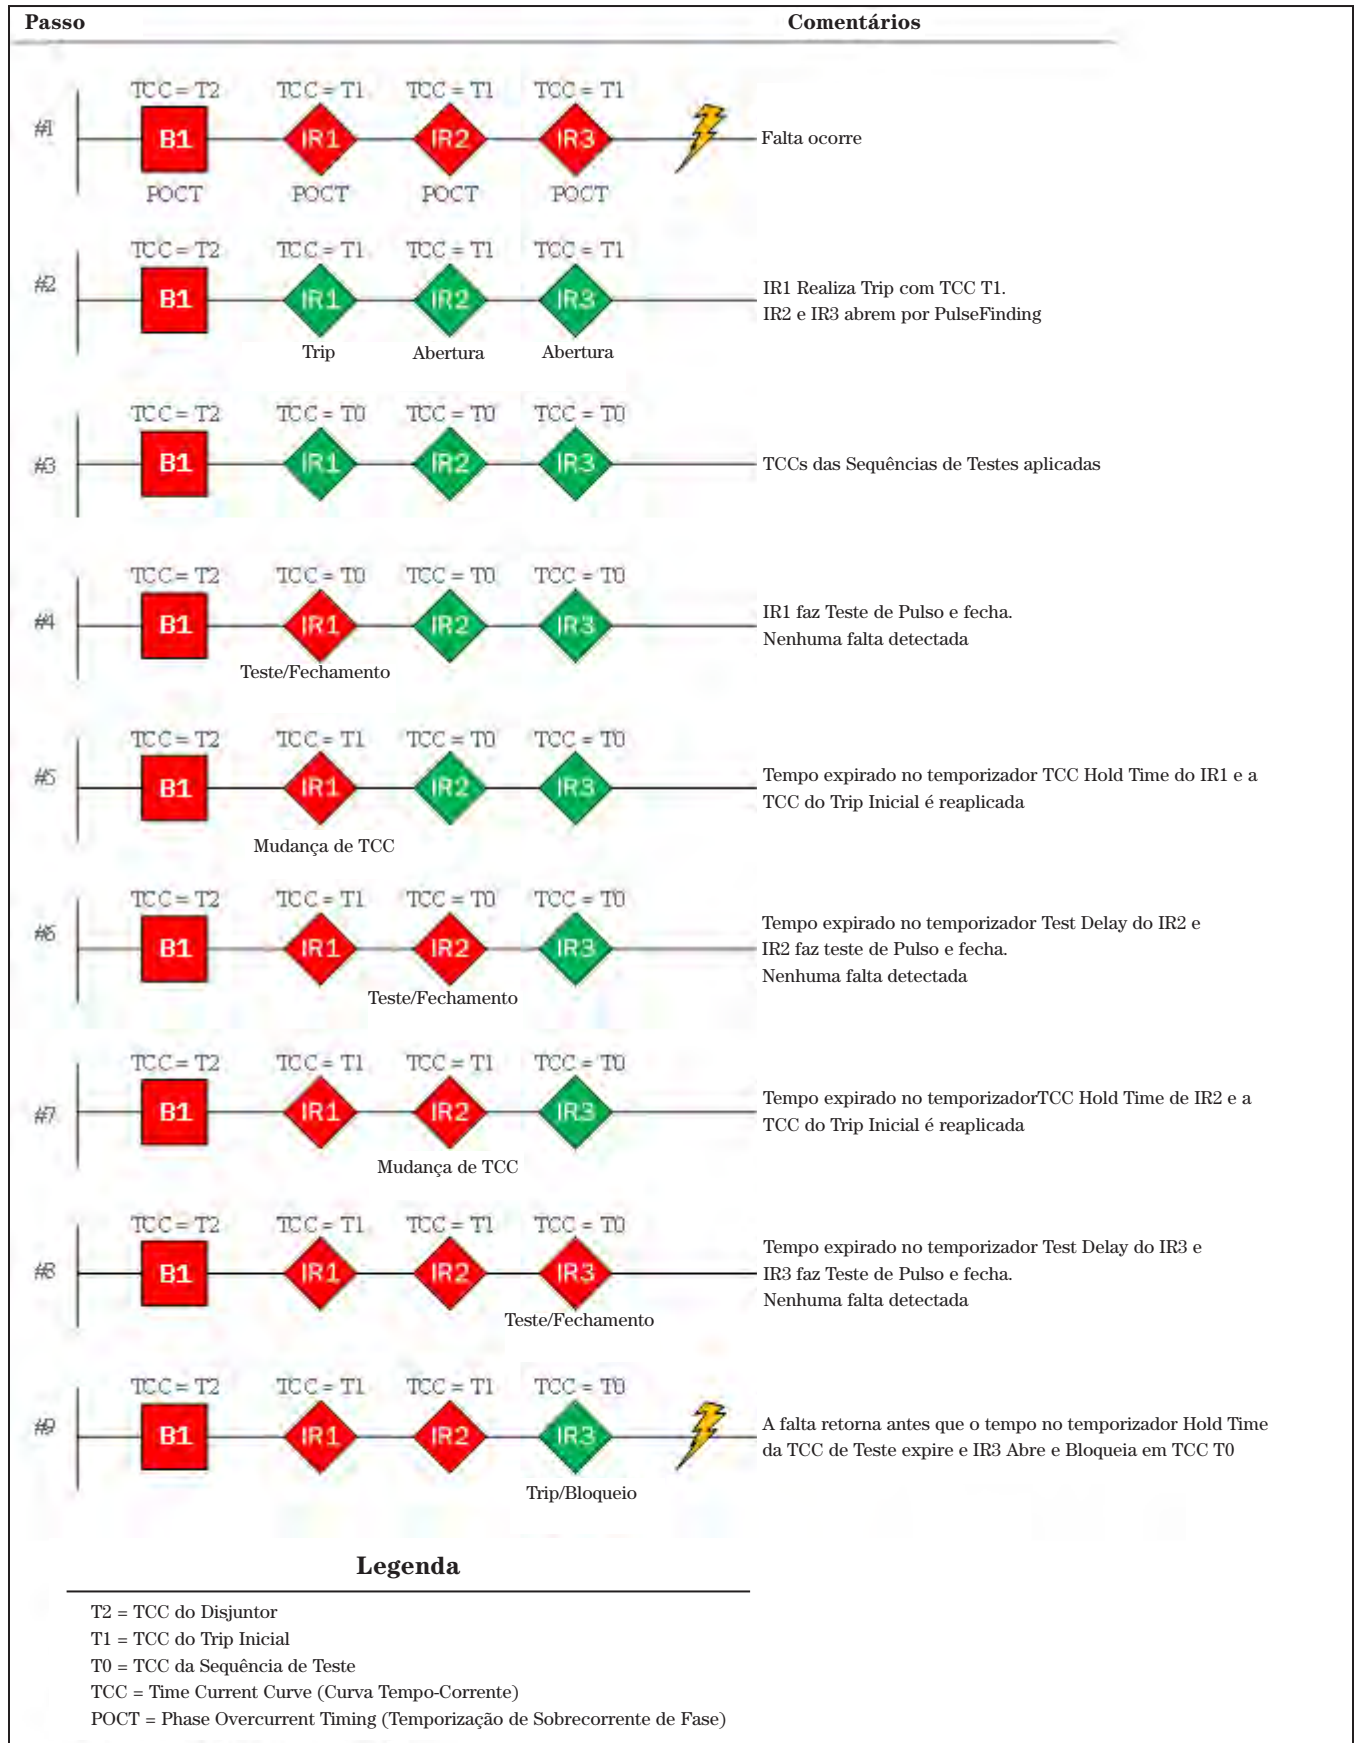 Passo Comentários
TCC = T2 TCC = T1 TCC = T1 TCC = T1
#1 B1 IR1 IR2 IR3 Falta ocorre
POCT POCT POCT POCT
TCC = T2 TCC = T1 TCC = T1 TCC = T1
#2 B1 IR1 IR2 IR3 IR1 Realiza Trip com TCC T1.
IR2 e IR3 abrem por PulseFinding
Trip Abertura Abertura
TCC = T2 TCC = T0 TCC = T0 TCC = T0
#3 B1 IR1 IR2 IR3 TCCs das Sequências de Testes aplicadas
TCC = T2 TCC = T0 TCC = T0 TCC = T0
#4 B1 IR1 IR2 IR3 IR1 faz Teste de Pulso e fecha.
Nenhuma falta detectada
Teste/Fechamento
TCC = T2 TCC = T1 TCC = T0 TCC = T0
#5 B1 IR1 IR2 IR3 Tempo expirado no temporizador TCC Hold Time do IR1 e a
TCC do Trip Inicial é reaplicada
Mudança de TCC
TCC = T2 TCC = T1 TCC = T0 TCC = T0
#6 B1 IR1 IR2 IR3 Tempo expirado no temporizador Test Delay do IR2 e
IR2 faz teste de Pulso e fecha.
Nenhuma falta detectada
Teste/Fechamento
TCC = T2 TCC = T1 TCC = T1 TCC = T0
#7 B1 IR1 IR2 IR3 Tempo expirado no temporizadorTCC Hold Time de IR2 e a
TCC do Trip Inicial é reaplicada
Mudança de TCC
TCC = T2 TCC = T1 TCC = T1 TCC = T0
#8 B1 IR1 IR2 IR3 Tempo expirado no temporizador Test Delay do IR3 e
IR3 faz Teste de Pulso e fecha.
Nenhuma falta detectada
Teste/Fechamento
TCC = T2 TCC = T1 TCC = T1 TCC = T0
#9 B1 IR1 IR2 IR3 A falta retorna antes que o tempo no temporizador Hold Time
da TCC de Teste expire e IR3 Abre e Bloqueia em TCC T0
Trip/Bloqueio
Legenda
T2 = TCC do Disjuntor
T1 = TCC do Trip Inicial
T0 = TCC da Sequência de Teste
TCC = Time Current Curve (Curva Tempo-Corrente)
POCT = Phase Overcurrent Timing (Temporização de Sobrecorrente de Fase)